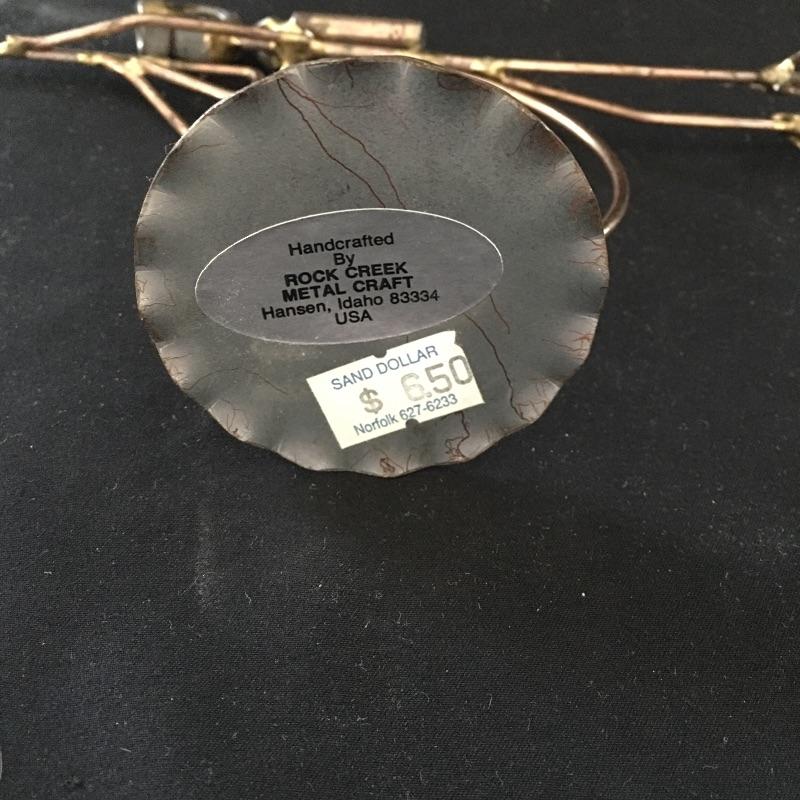 Handcrafted
By
ROCK CREEK
METAL CRAFT
Hansen, Idaho 83334
USA
SAND DOLLAR
$ 6.50
Norfolk 627-6233